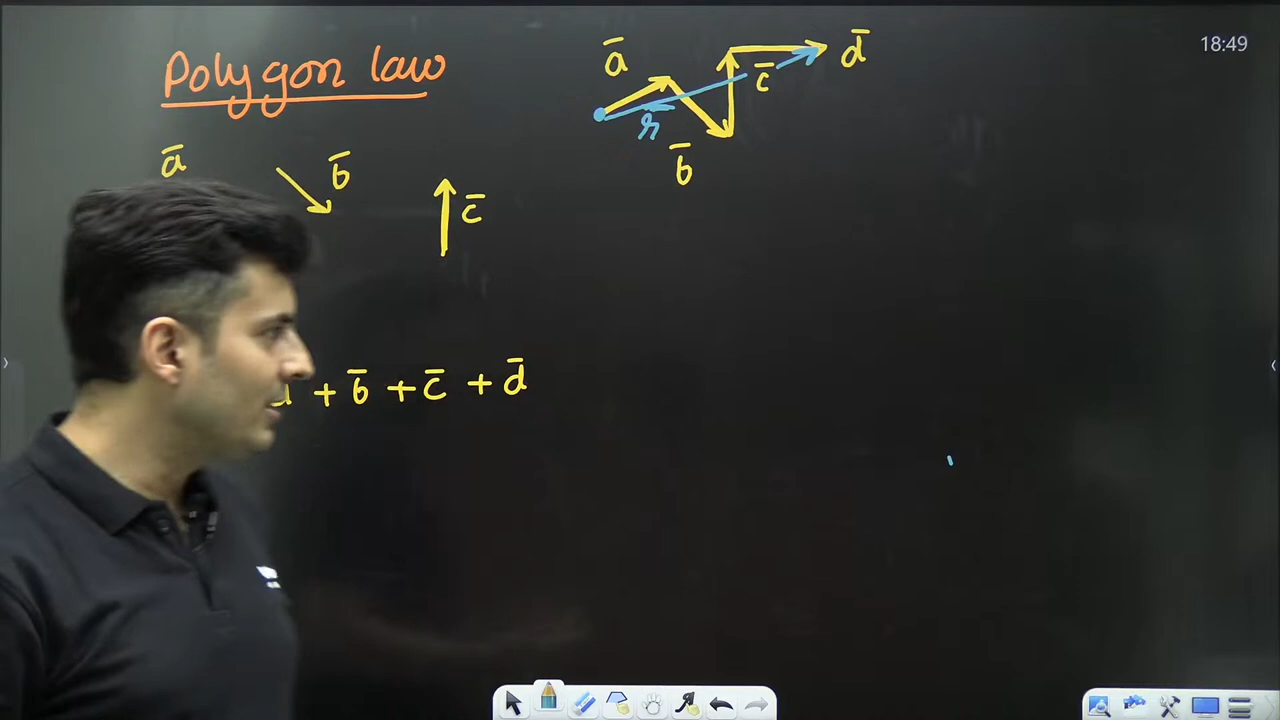 Polygon law
18:49
ā
b̄
c̄
d̄
r̄
ā
b̄
c̄
ā + b̄ + c̄ + d̄